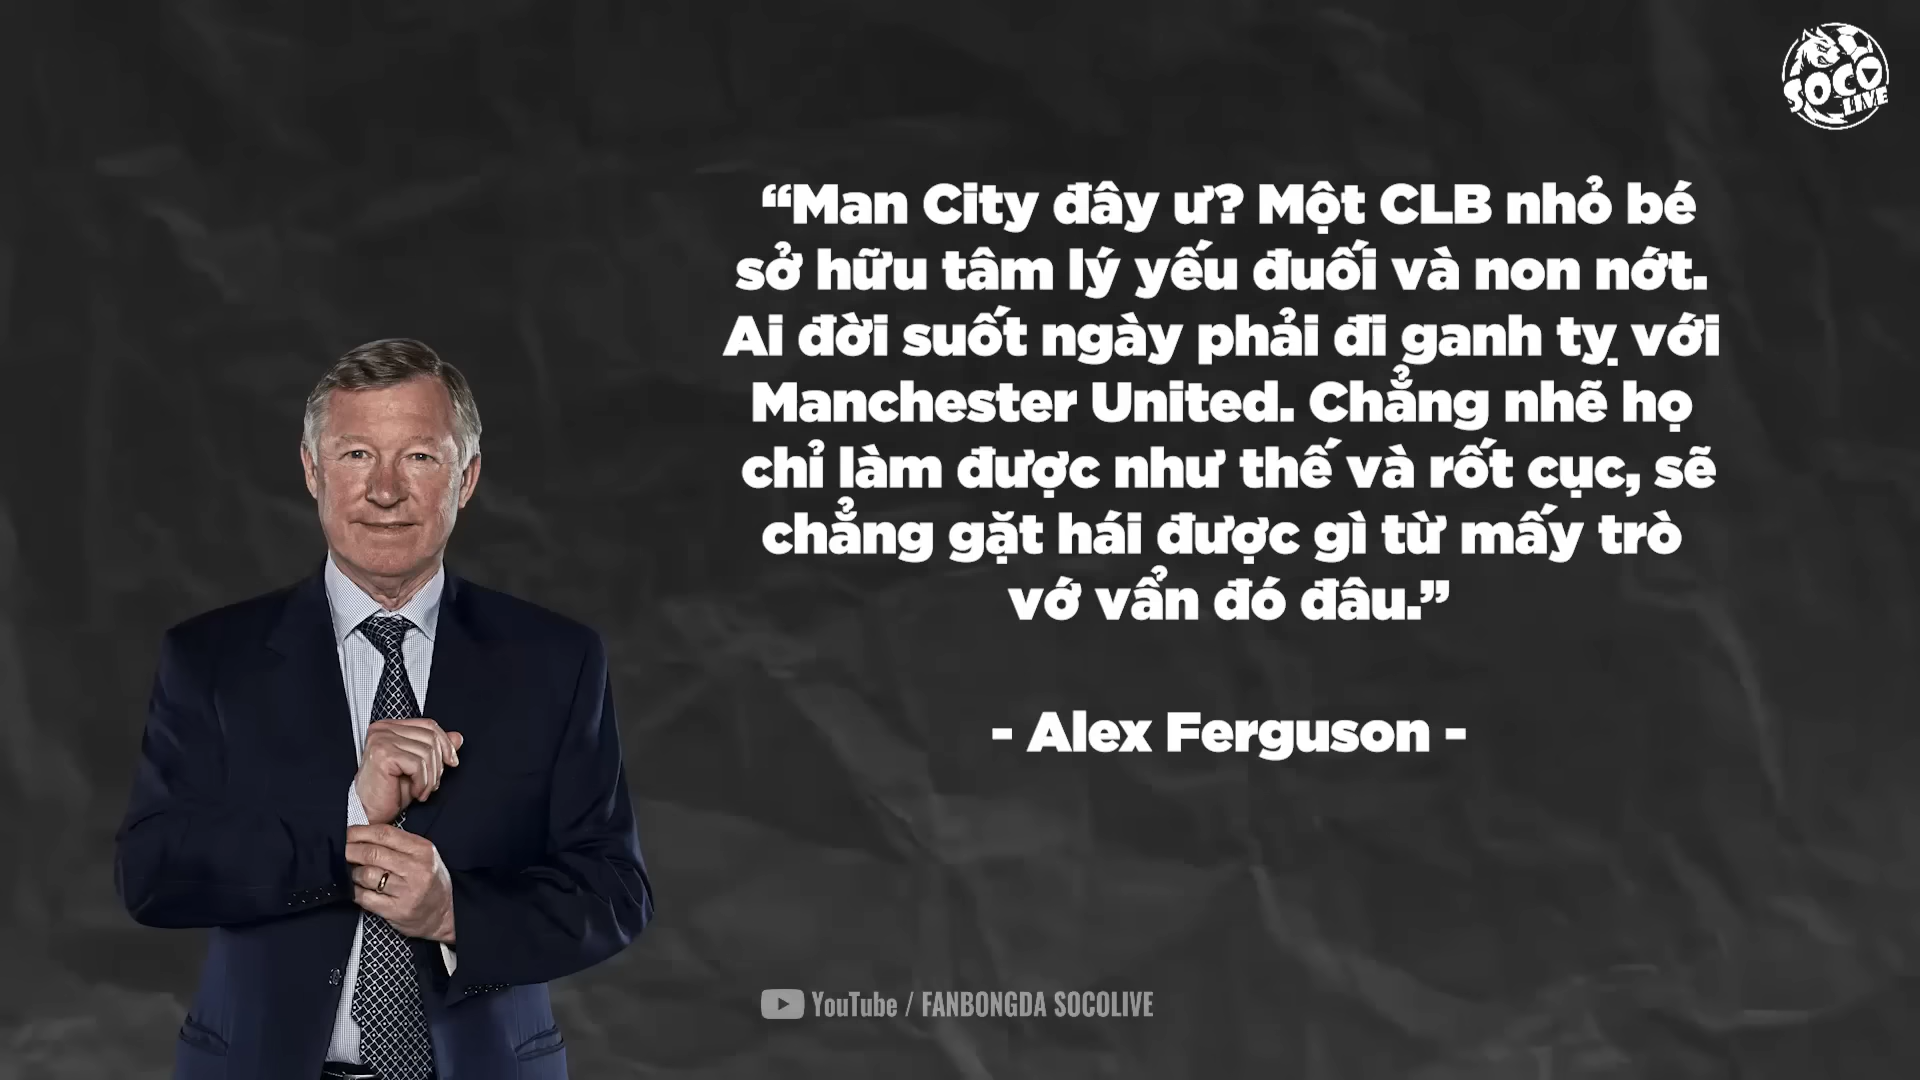 SOCO
LIVE
“Man City đây ư? Một CLB nhỏ bé
sở hữu tâm lý yếu đuối và non nớt.
Ai đời suốt ngày phải đi ganh tỵ với
Manchester United. Chẳng nhẽ họ
chỉ làm được như thế và rốt cục, sẽ
chẳng gặt hái được gì từ mấy trò
vớ vẩn đó đâu.”
- Alex Ferguson -
YouTube / FANBONGDA SOCOLIVE